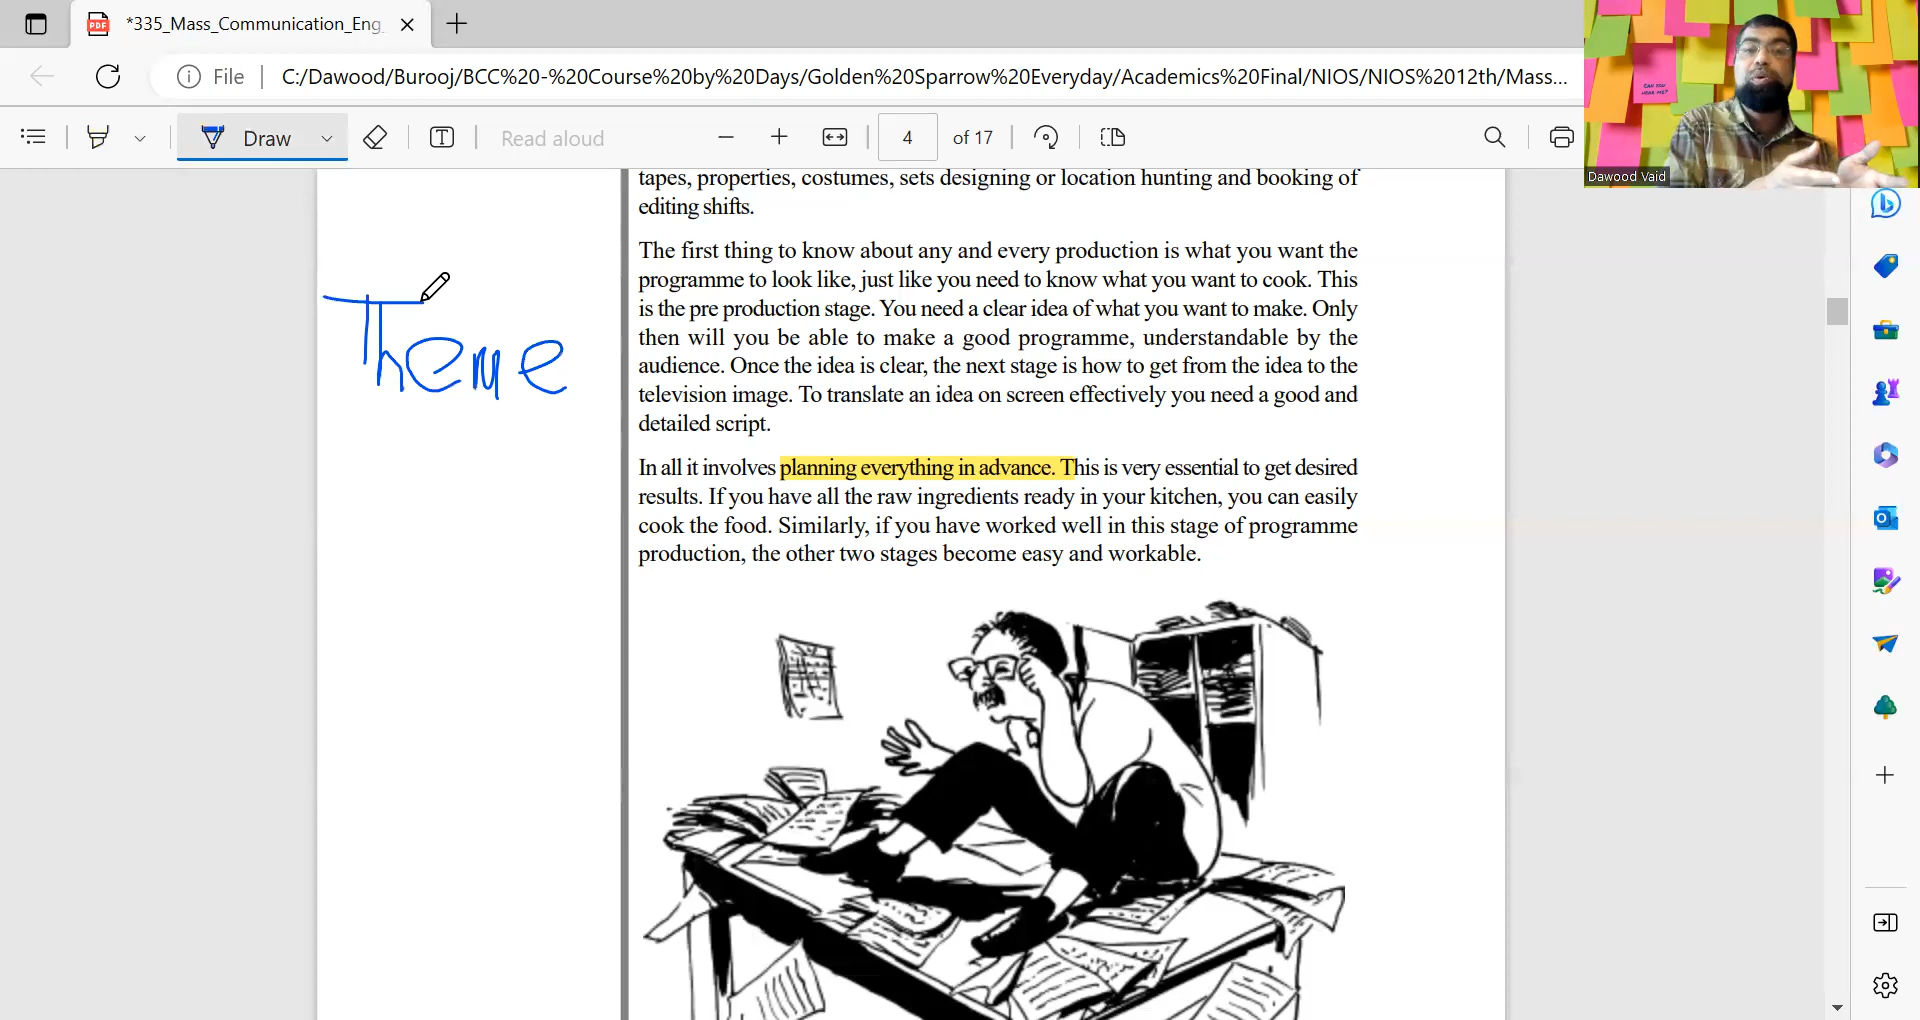 *335_Mass_Communication_Eng
File
C:/Dawood/Burooj/BCC%20-%20Course%20by%20Days/Golden%20Sparrow%20Everyday/Academics%20Final/NIOS/NIOS%2012th/Mass...
Draw
Read aloud
4 of 17
CAN YOU HEAR ME?
Dawood Vaid
tapes, properties, costumes, sets designing or location hunting and booking of
editing shifts.
The first thing to know about any and every production is what you want the
programme to look like, just like you need to know what you want to cook. This
is the pre production stage. You need a clear idea of what you want to make. Only
then will you be able to make a good programme, understandable by the
audience. Once the idea is clear, the next stage is how to get from the idea to the
television image. To translate an idea on screen effectively you need a good and
detailed script.
Theme
In all it involves planning everything in advance. This is very essential to get desired
results. If you have all the raw ingredients ready in your kitchen, you can easily
cook the food. Similarly, if you have worked well in this stage of programme
production, the other two stages become easy and workable.